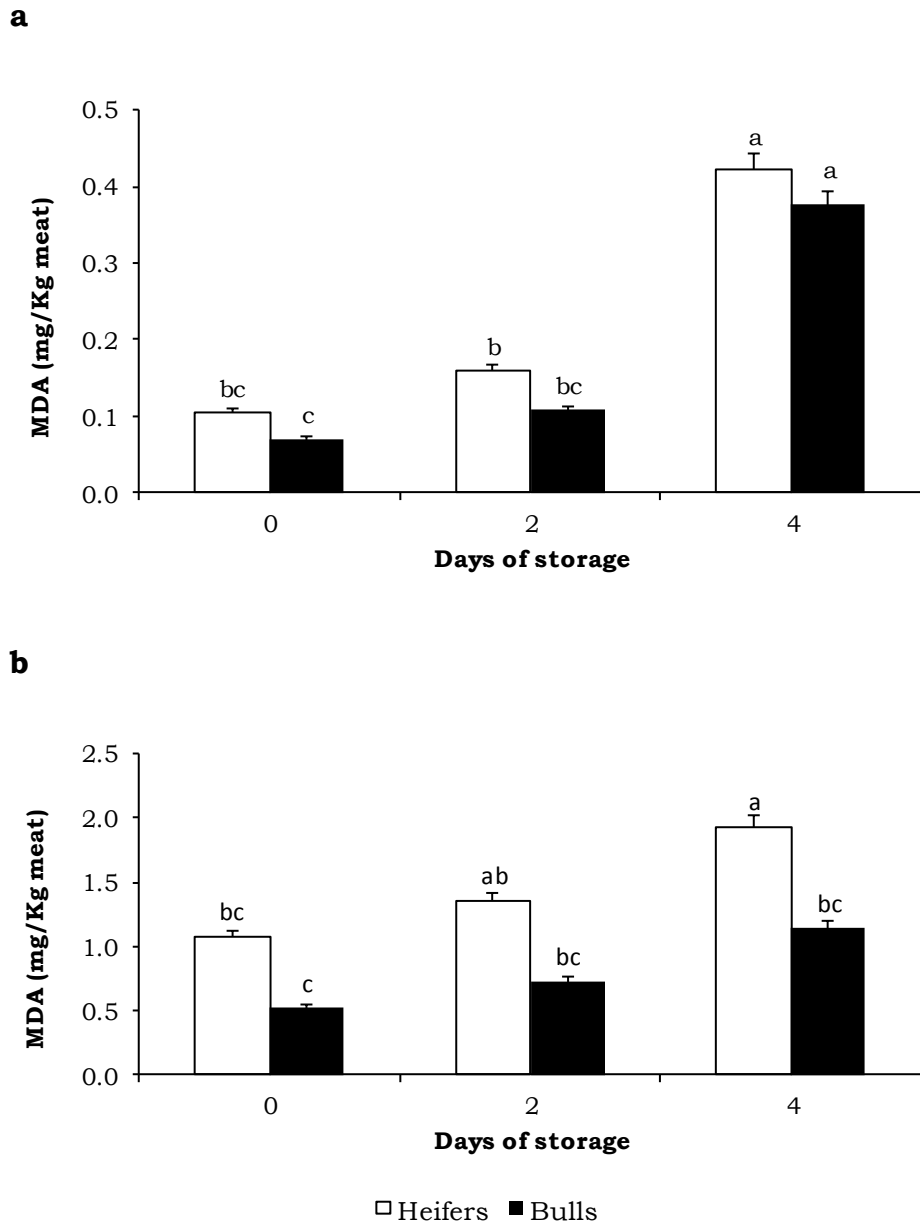 a
0.5
0.4
0.3
0.2
0.1
0.0
MDA (mg/Kg meat)
bc
c
b
bc
a
a
0
2
4
Days of storage
b
2.5
2.0
1.5
1.0
0.5
0.0
MDA (mg/Kg meat)
bc
c
ab
bc
a
bc
0
2
4
Days of storage
Heifers
Bulls